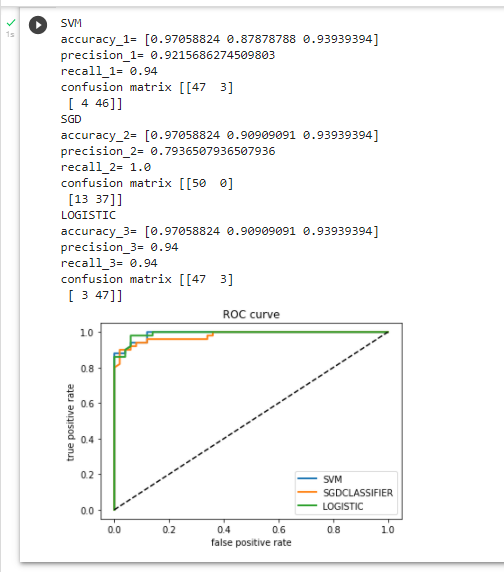 1s
SVM
accuracy_1= [0.97058824 0.87878788 0.93939394]
precision_1= 0.9215686274509803
recall_1= 0.94
confusion matrix [[47  3]
 [ 4 46]]
SGD
accuracy_2= [0.97058824 0.90909091 0.93939394]
precision_2= 0.7936507936507936
recall_2= 1.0
confusion matrix [[50  0]
 [13 37]]
LOGISTIC
accuracy_3= [0.97058824 0.90909091 0.93939394]
precision_3= 0.94
recall_3= 0.94
confusion matrix [[47  3]
 [ 3 47]]
ROC curve
true positive rate
1.0
0.8
0.6
0.4
0.2
0.0
SVM
SGDCLASSIFIER
LOGISTIC
0.0 0.2 0.4 0.6 0.8 1.0
false positive rate